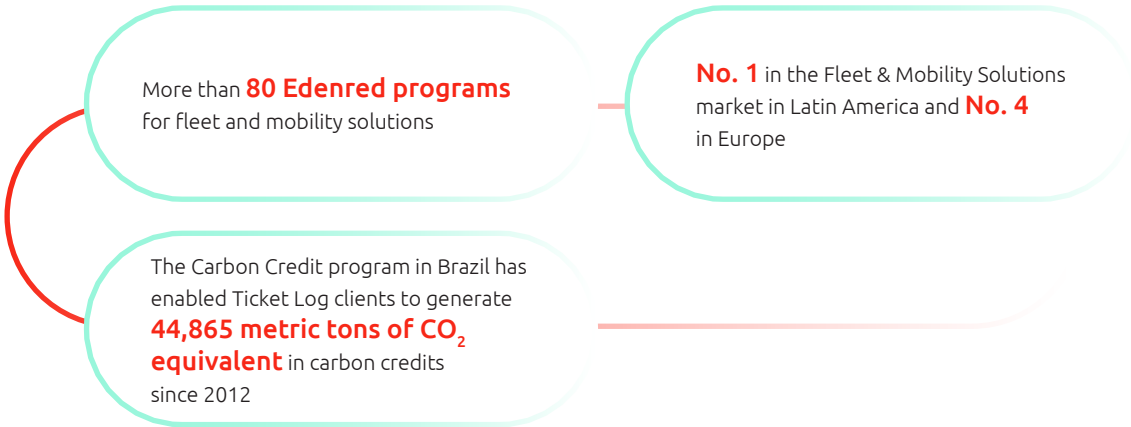 More than 80 Edenred programs
for fleet and mobility solutions
No. 1 in the Fleet & Mobility Solutions
market in Latin America and No. 4
in Europe
The Carbon Credit program in Brazil has
enabled Ticket Log clients to generate
44,865 metric tons of CO₂
equivalent in carbon credits
since 2012